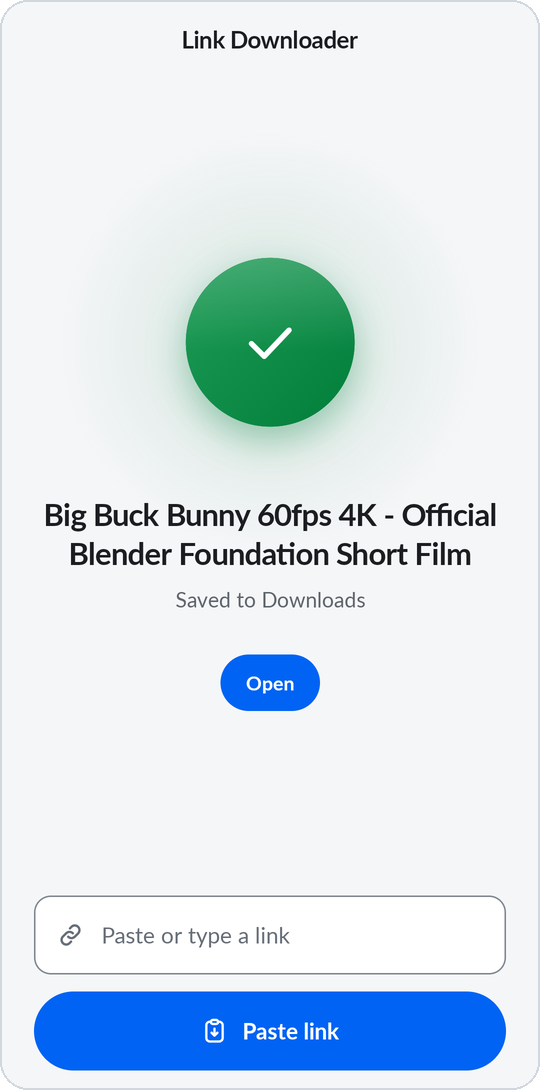 Link Downloader
Big Buck Bunny 60fps 4K - Official
Blender Foundation Short Film
Saved to Downloads
Open
Paste or type a link
Paste link